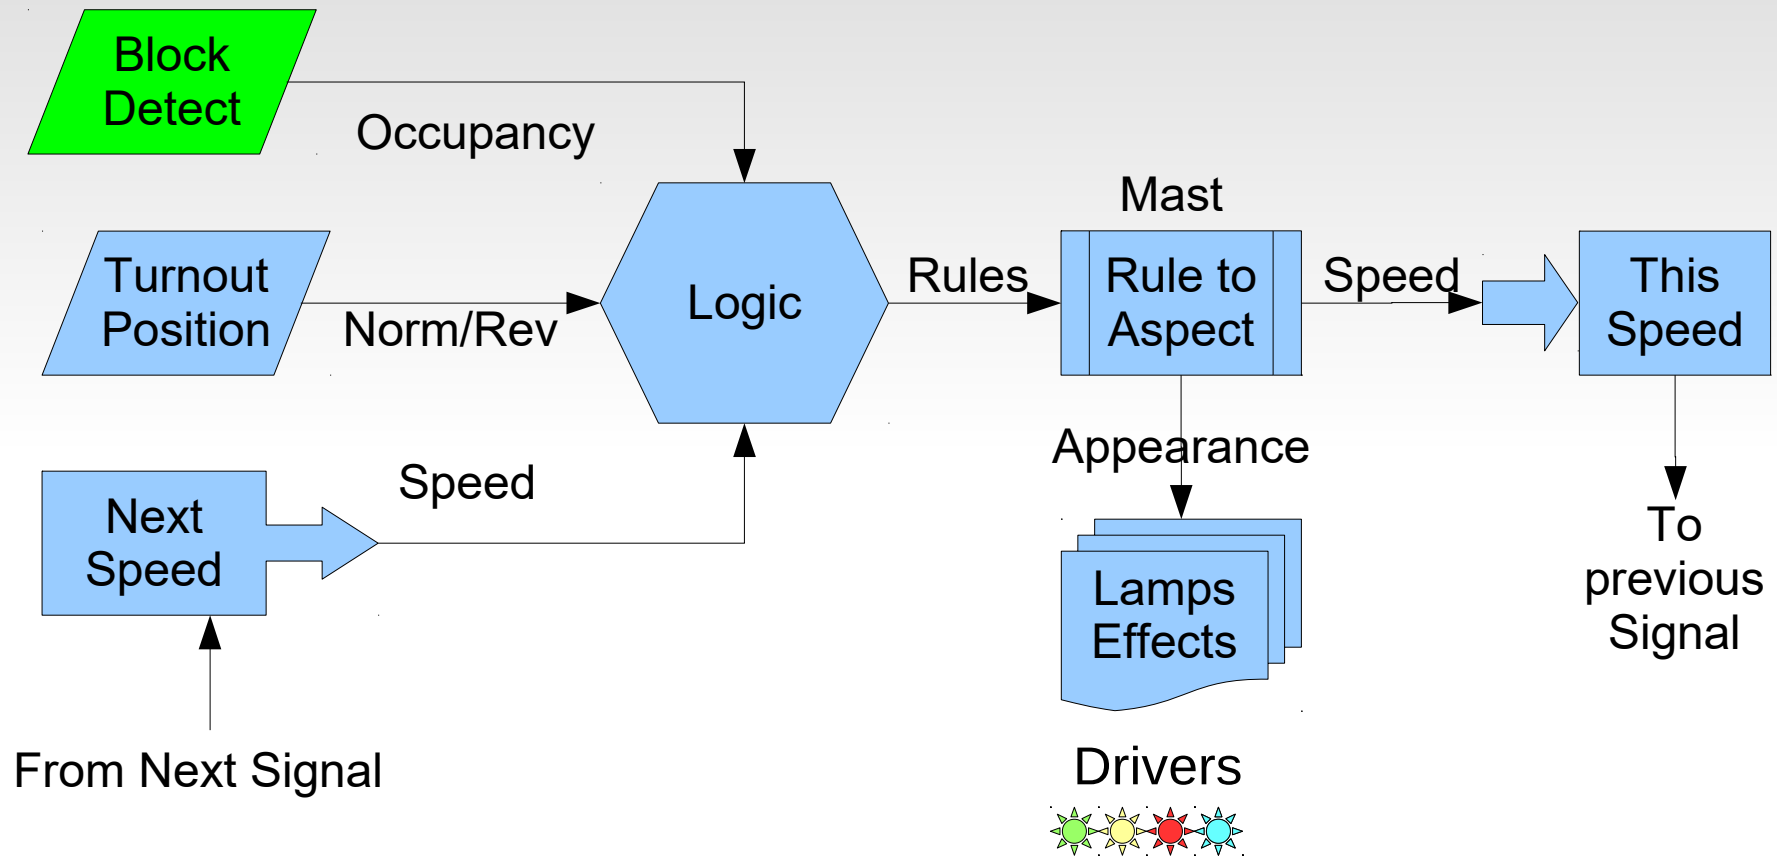 Block
Detect
Occupancy
Turnout
Position
Norm/Rev
Next
Speed
Speed
From Next Signal
Logic
Rules
Mast
Rule to
Aspect
Speed
This
Speed
Appearance
Lamps
Effects
Drivers
To
previous
Signal